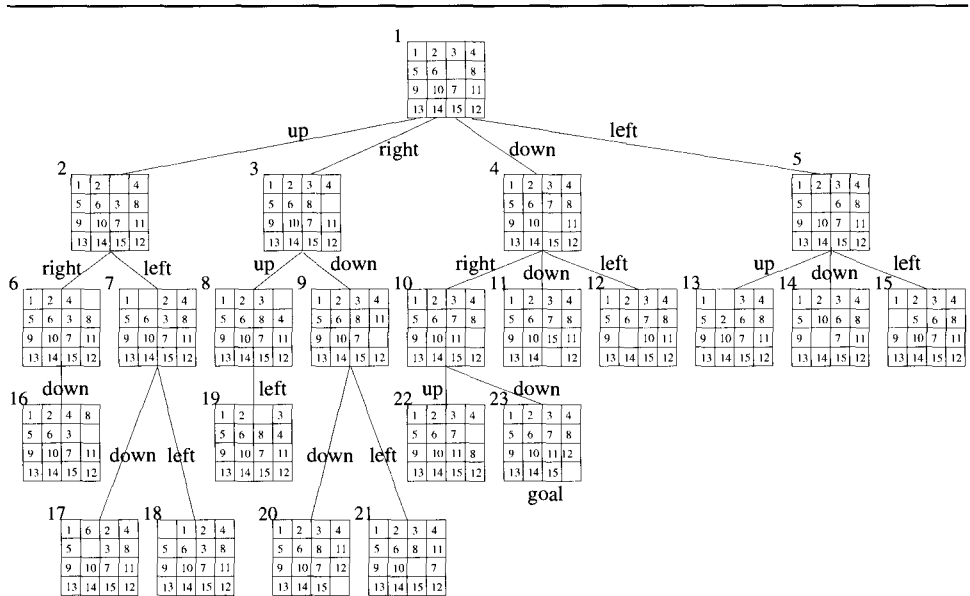 1
1 2 3 4
5 6 8
9 10 7 11
13 14 15 12
up
right
down
left
2
1 2 4
5 6 3 8
9 10 7 11
13 14 15 12
3
1 2 3 4
5 6 8
9 10 7 11
13 14 15 12
4
1 2 3 4
5 6 7 8
9 10 11
13 14 15 12
5
1 2 3 4
5 6 8
9 10 7 11
13 14 15 12
right
left
up
down
right
down
left
up
down
left
6
1 2 4
5 6 3 8
9 10 7 11
13 14 15 12
7
1 2 4
5 6 3 8
9 10 7 11
13 14 15 12
8
1 2 3
5 6 8 4
9 10 7 11
13 14 15 12
9
1 2 3 4
5 6 8 11
9 10 7
13 14 15 12
10
1 2 3 4
5 6 7 8
9 10 11
13 14 15 12
11
1 2 3 4
5 6 7 8
9 10 15 11
13 14 12
12
1 2 3 4
5 6 7 8
9 10 11
13 14 15 12
13
1 3 4
5 2 6 8
9 10 7 11
13 14 15 12
14
1 2 3 4
5 10 6 8
9 7 11
13 14 15 12
15
1 2 3 4
5 6 8
9 10 7 11
13 14 15 12
down
left
up
down
16
1 2 4 8
5 6 3
9 10 7 11
13 14 15 12
19
1 2 3
5 6 8 4
9 10 7 11
13 14 15 12
22
1 2 3 4
5 6 7
9 10 11 8
13 14 15 12
23
1 2 3 4
5 6 7 8
9 10 11 12
13 14 15
goal
down
left
down
left
17
1 6 2 4
5 3 8
9 10 7 11
13 14 15 12
18
1 2 4
5 6 3 8
9 10 7 11
13 14 15 12
20
1 2 3 4
5 6 8 11
9 10 7 12
13 14 15
21
1 2 3 4
5 6 8 11
9 10 7
13 14 15 12